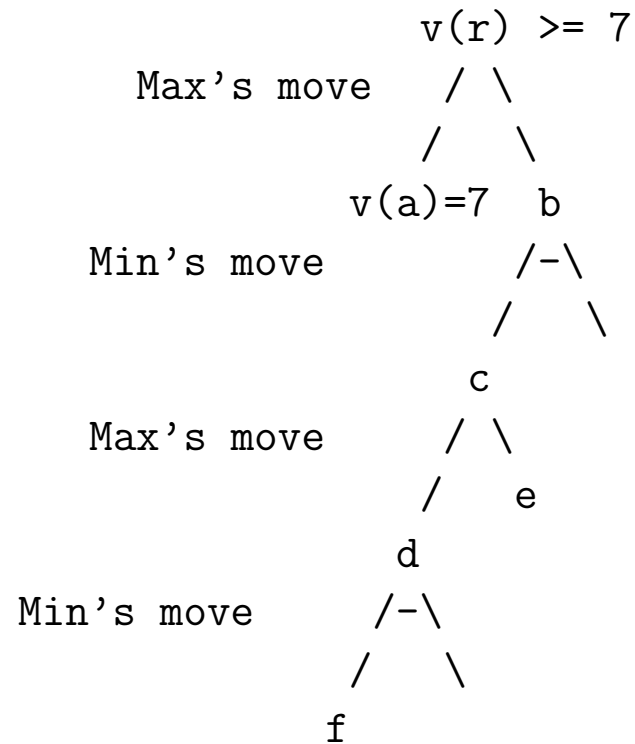 v(r) >= 7
Max's move / \
/ \
v(a)=7 b
Min's move /-\
/ \
c
Max's move / \
/ e
d
Min's move /-\
/ \
f